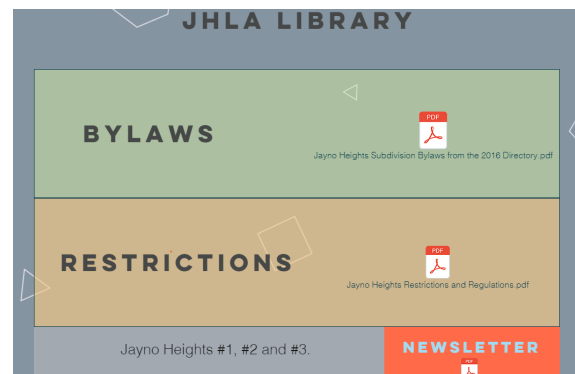 JHLA LIBRARY
BYLAWS
PDF
Jayno Heights Subdivision Bylaws from the 2016 Directory.pdf
RESTRICTIONS
PDF
Jayno Heights Restrictions and Regulations.pdf
Jayno Heights #1, #2 and #3.
NEWSLETTER
PDF